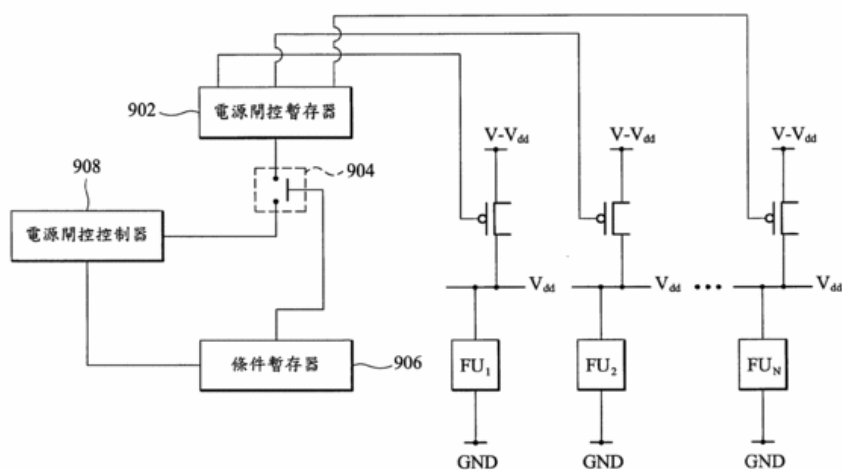 902
電源閘控暫存器
904
908
電源閘控控制器
條件暫存器
906
V-Vdd
V-Vdd
V-Vdd
Vdd
Vdd
•••
Vdd
FU1
FU2
FUN
GND
GND
GND